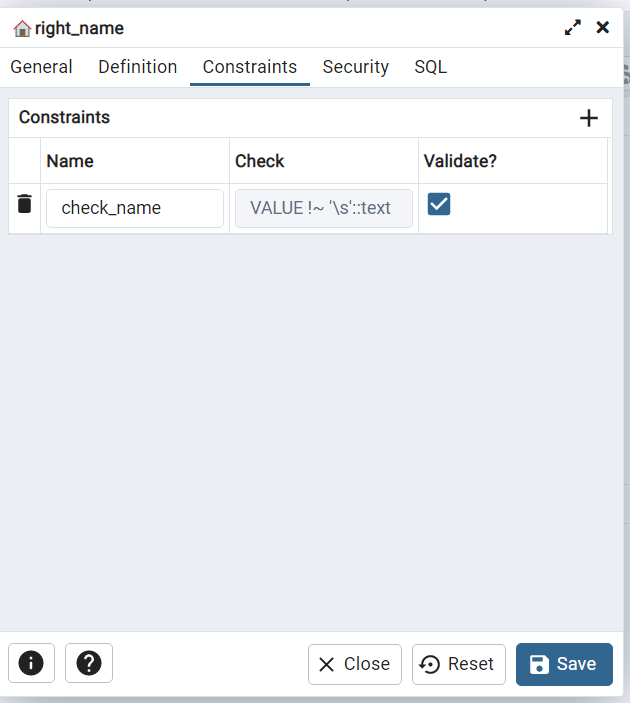 right_name
General Definition Constraints Security SQL
Constraints
Name Check Validate?
check_name VALUE !~ '\s'::text
Close Reset Save